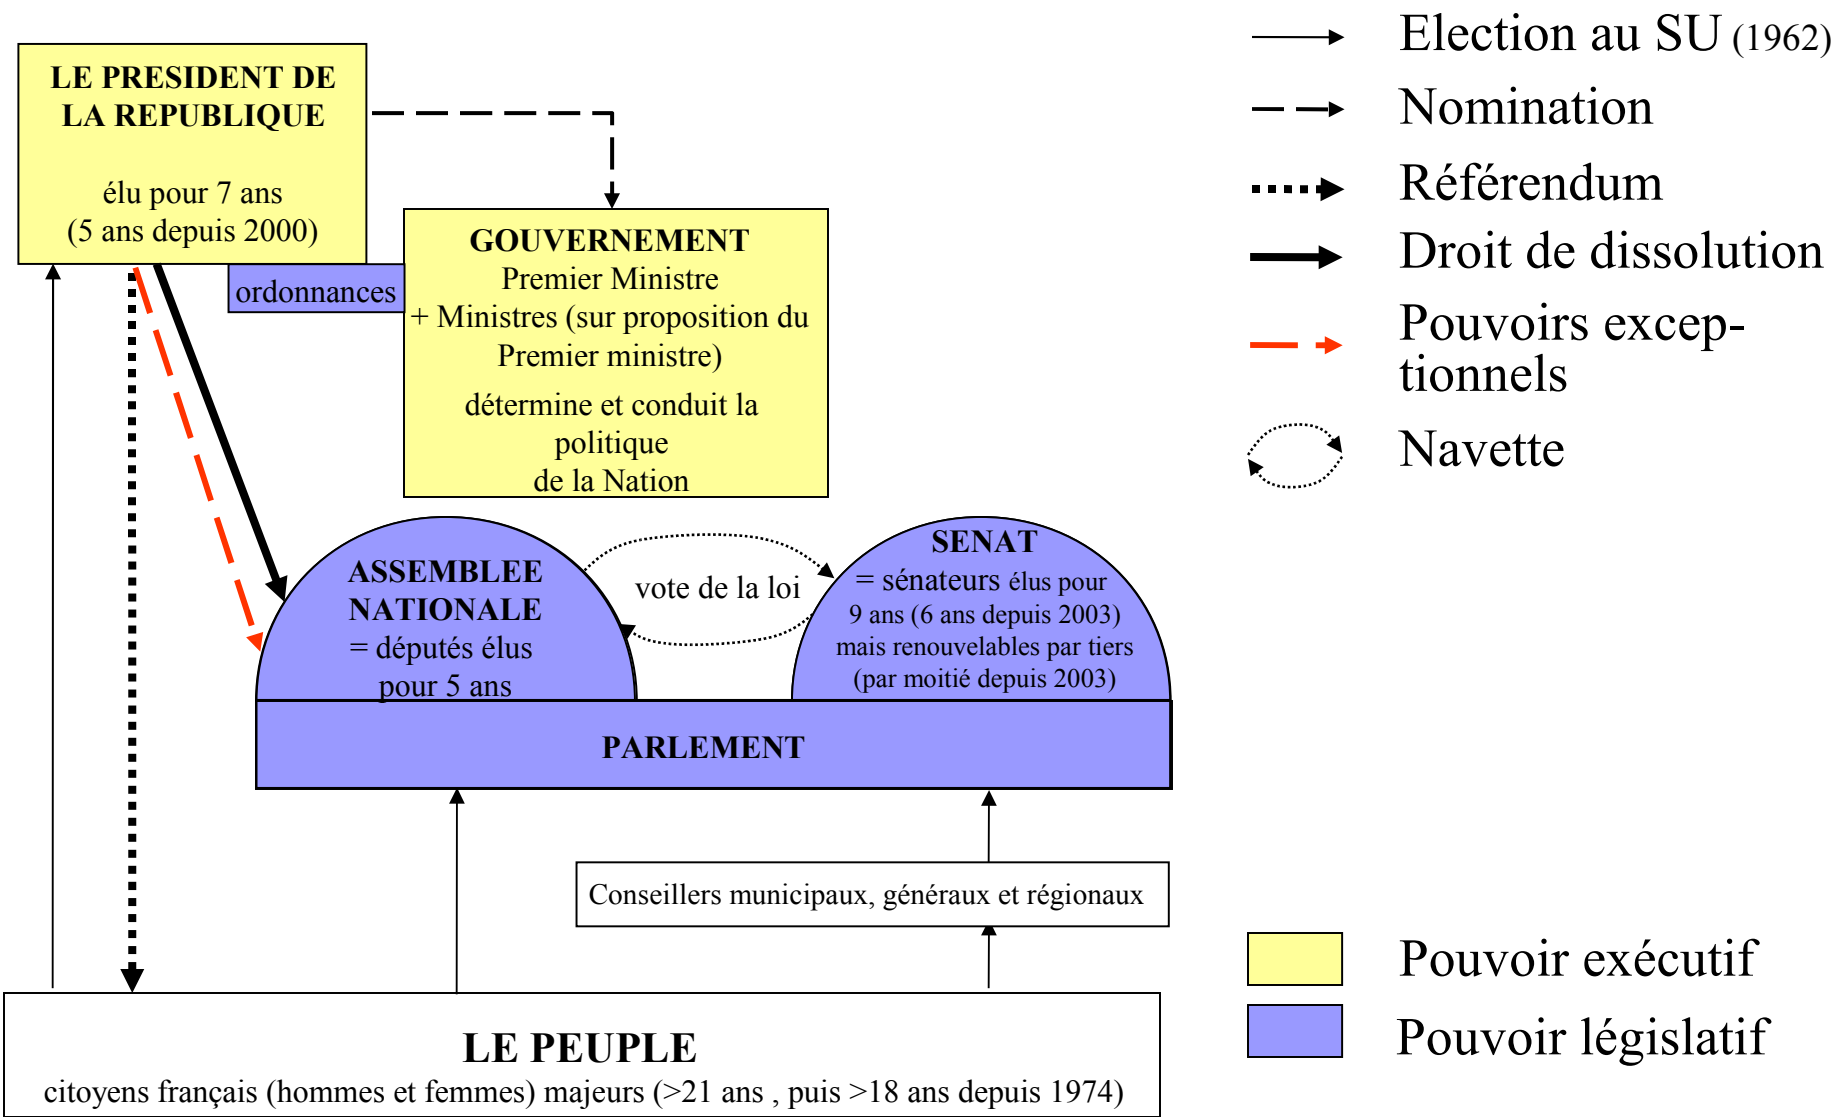 LE PRESIDENT DE
LA REPUBLIQUE
élu pour 7 ans
(5 ans depuis 2000)
ordonnances
GOUVERNEMENT
Premier Ministre
+ Ministres (sur proposition du
Premier ministre)
détermine et conduit la
politique
de la Nation
ASSEMBLEE
NATIONALE
= députés élus
pour 5 ans
vote de la loi
SENAT
= sénateurs élus pour
9 ans (6 ans depuis 2003)
mais renouvelables par tiers
(par moitié depuis 2003)
PARLEMENT
Conseillers municipaux, généraux et régionaux
LE PEUPLE
citoyens français (hommes et femmes) majeurs (>21 ans , puis >18 ans depuis 1974)
Election au SU (1962)
Nomination
Référendum
Droit de dissolution
Pouvoirs excep-
tionnels
Navette
Pouvoir exécutif
Pouvoir législatif